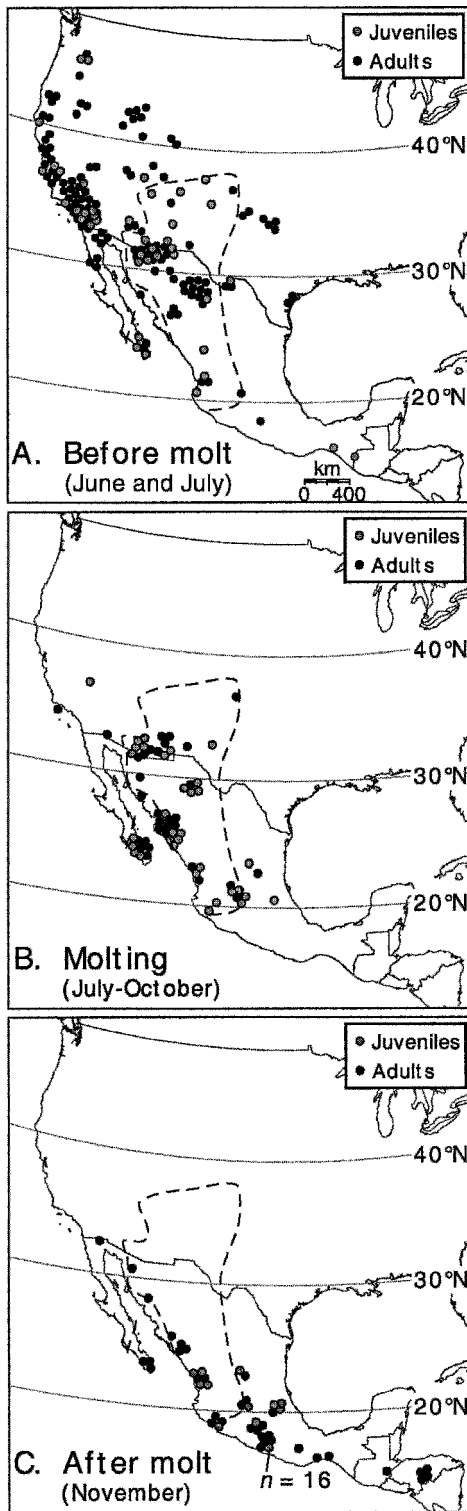 Juveniles
Adults
40°N
30°N
20°N
A. Before molt
(June and July)
km
0 400
Juveniles
Adults
40°N
30°N
20°N
B. Molting
(July-October)
Juveniles
Adults
40°N
30°N
20°N
n = 16
C. After molt
(November)